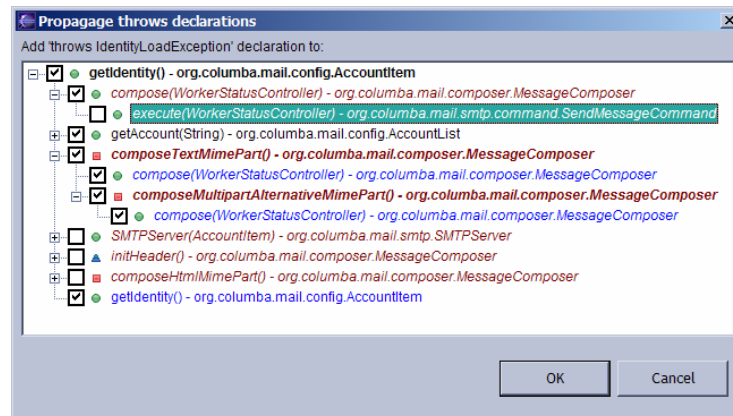 Propagage throws declarations
Add 'throws IdentityLoadException' declaration to:
getIdentity() - org.columba.mail.config.AccountItem
compose(WorkerStatusController) - org.columba.mail.composer.MessageComposer
execute(WorkerStatusController) - org.columba.mail.smtp.command.SendMessageCommand
getAccount(String) - org.columba.mail.config.AccountList
composeTextMimePart() - org.columba.mail.composer.MessageComposer
compose(WorkerStatusController) - org.columba.mail.composer.MessageComposer
composeMultipartAlternativeMimePart() - org.columba.mail.composer.MessageComposer
compose(WorkerStatusController) - org.columba.mail.composer.MessageComposer
SMTPServer(AccountItem) - org.columba.mail.smtp.SMTPServer
initHeader() - org.columba.mail.composer.MessageComposer
composeHtmlMimePart() - org.columba.mail.composer.MessageComposer
getIdentity() - org.columba.mail.config.AccountItem
OK Cancel